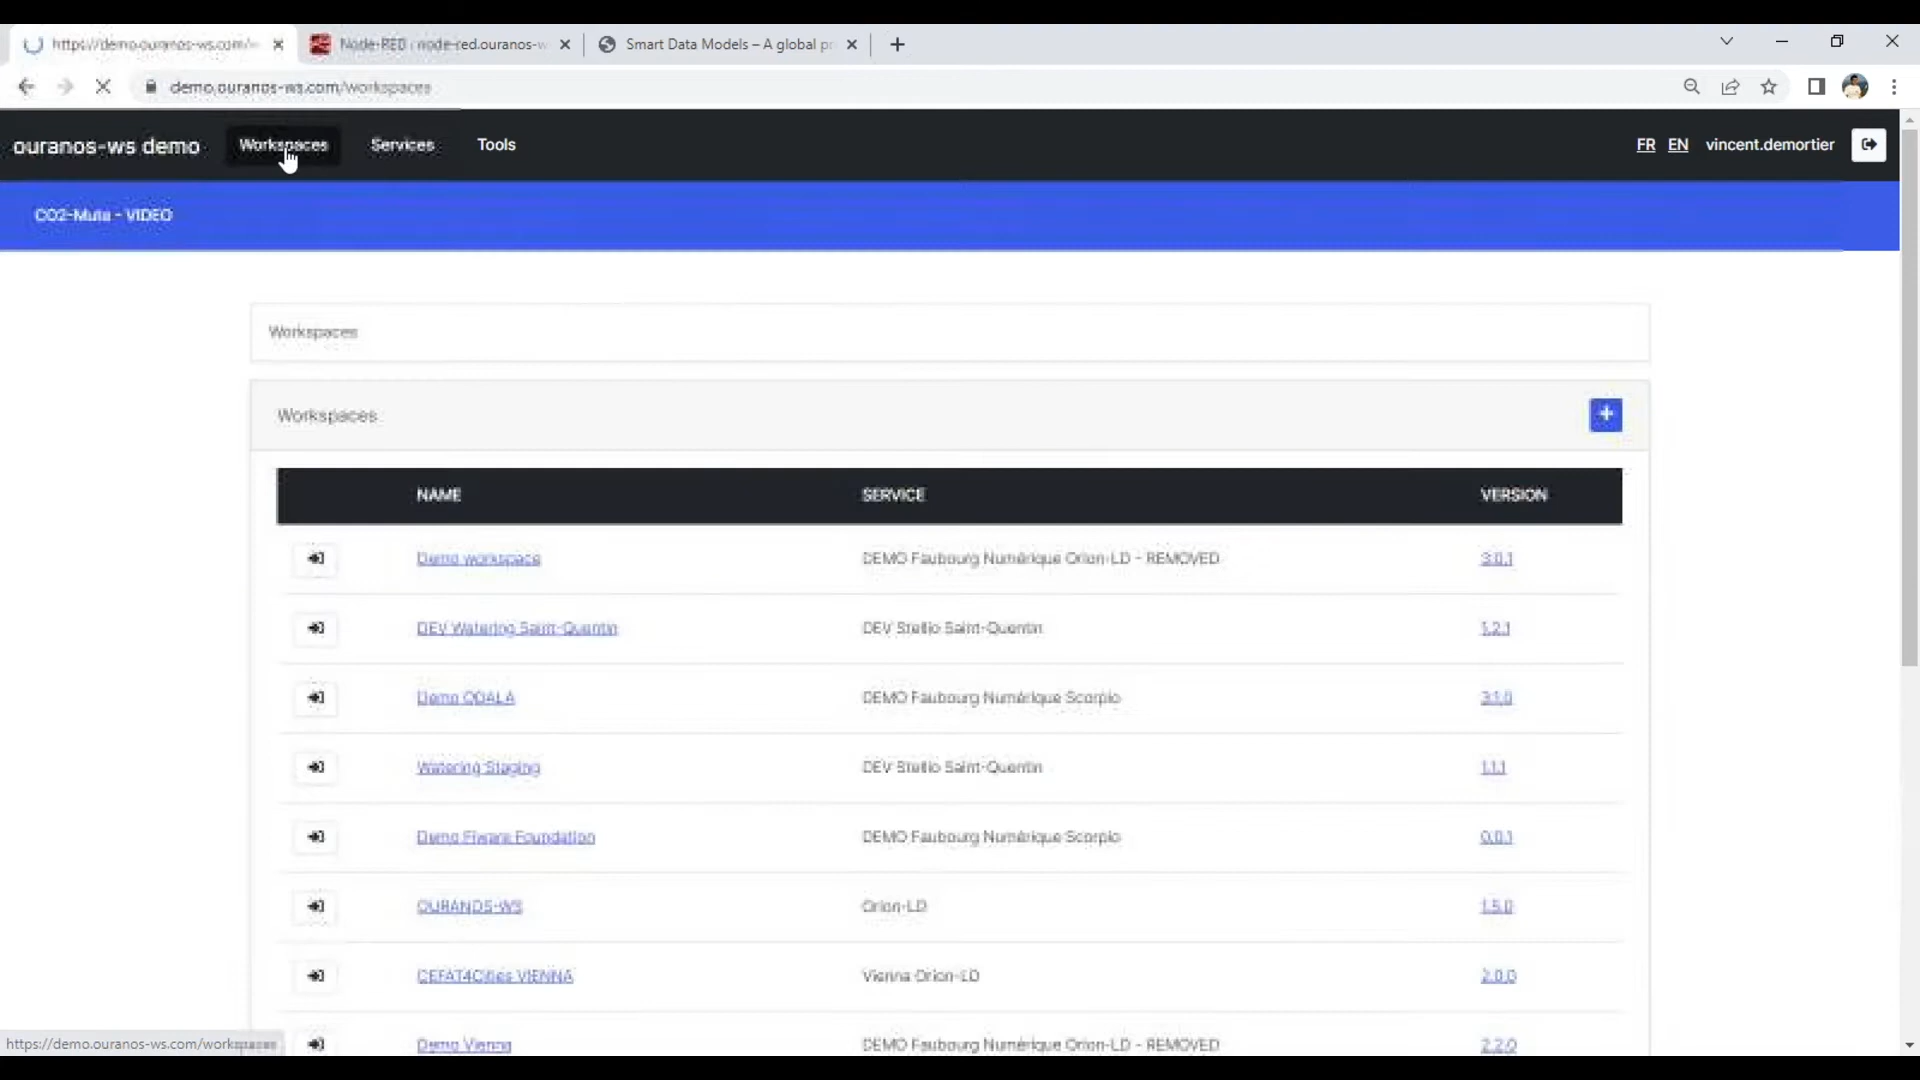 https://demo.ouranos-ws.com/
Node-RED : node-red.ouranos-w
Smart Data Models – A global pr
demo.ouranos-ws.com/workspaces
ouranos-ws demo
Workspaces
Services
Tools
FR
EN
vincent.demortier
CO2-Mute - VIDEO
Workspaces
Workspaces
NAME SERVICE VERSION
Demo workspace DEMO Faubourg Numérique Orion-LD - REMOVED 3.0.1
DEV Watering Saint-Quentin DEV Stellio Saint-Quentin 1.2.1
Demo ODALA DEMO Faubourg Numérique Scorpio 3.1.0
Watering Staging DEV Stellio Saint-Quentin 1.1.1
Demo Fiware Foundation DEMO Faubourg Numérique Scorpio 0.0.1
OURANOS-WS Orion-LD 1.5.0
CEFAT4Cities VIENNA Vienna Orion-LD 2.0.0
Demo Vienna DEMO Faubourg Numérique Orion-LD - REMOVED 2.2.0
https://demo.ouranos-ws.com/workspaces